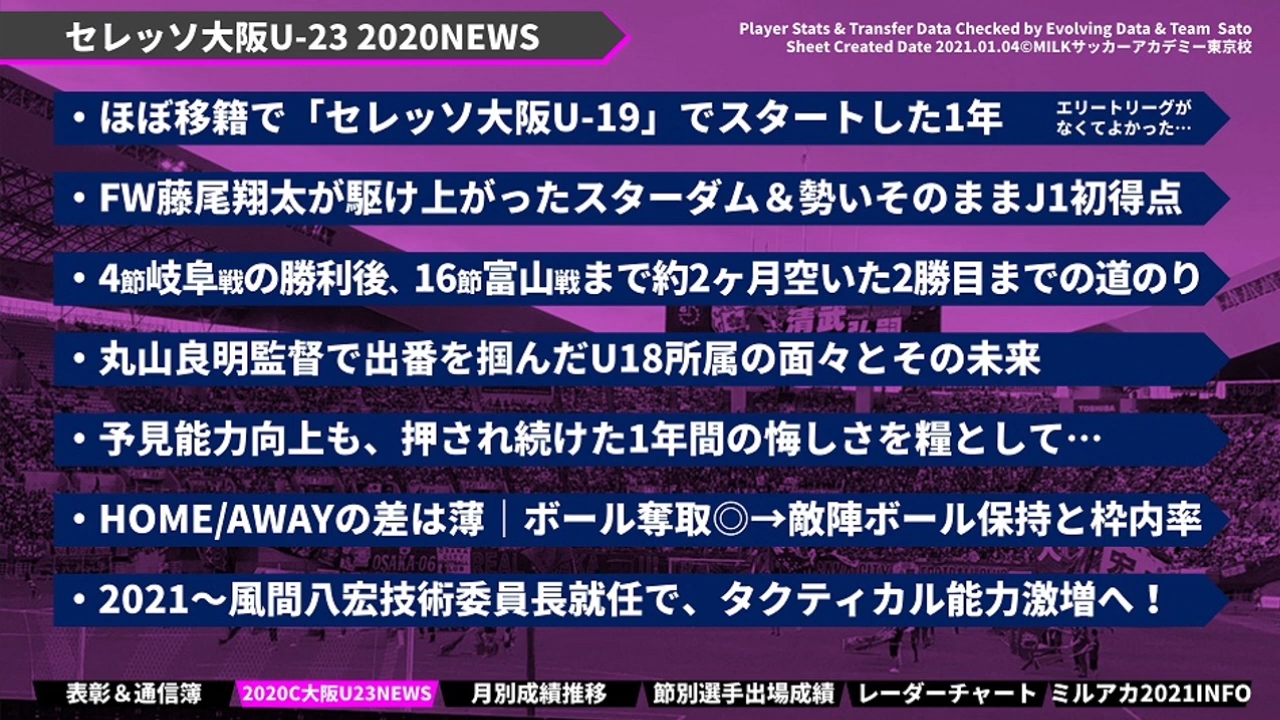 セレッソ大阪U-23 2020NEWS
Player Stats & Transfer Data Checked by Evolving Data & Team Sato
Sheet Created Date 2021.01.04©MILKサッカーアカデミー東京校
・ほぼ移籍で「セレッソ大阪U-19」でスタートした1年
エリートリーグが
なくてよかった…
・FW藤尾翔太が駆け上がったスターダム＆勢いそのままJ1初得点
・4節岐阜戦の勝利後、16節富山戦まで約2ヶ月空いた2勝目までの道のり
・丸山良明監督で出番を掴んだU18所属の面々とその未来
・予見能力向上も、押され続けた1年間の悔しさを糧として…
・HOME/AWAYの差は薄｜ボール奪取◎→敵陣ボール保持と枠内率
・2021〜風間八宏技術委員長就任で、タクティカル能力激増へ！
清武弘嗣
TOSHIBA
OSAKA 06
表彰＆通信簿 2020C大阪U23NEWS 月別成績推移 節別選手出場成績 レーダーチャート ミルアカ2021INFO